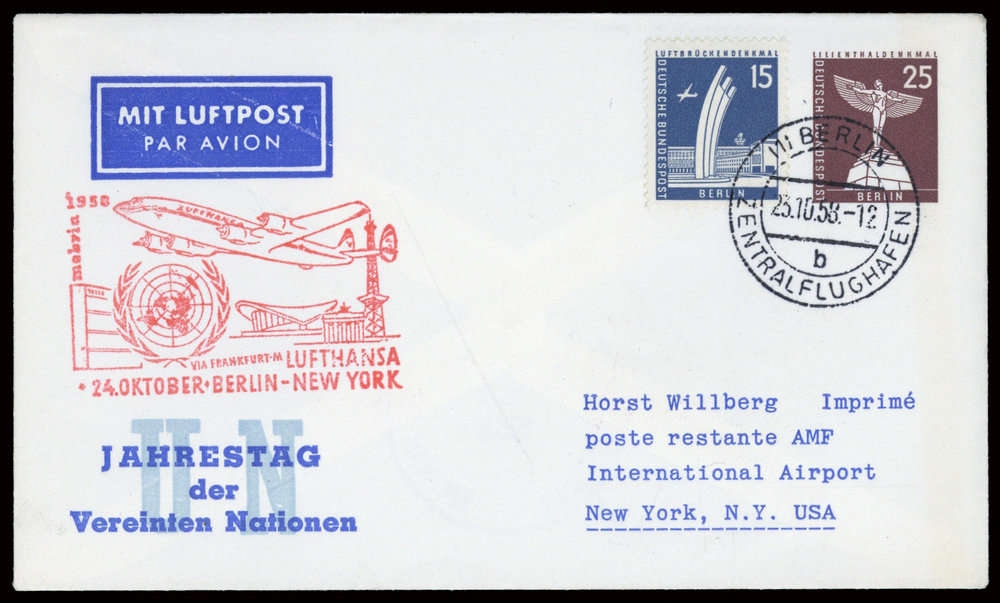 MIT LUFTPOST
PAR AVION
LUFTBRÜCKENDENKMAL
15
DEUTSCHE BUNDESPOST
BERLIN
LILIENTHALDENKMAL
25
DEUTSCHE BUNDESPOST
BERLIN
BERLIN
ZENTRALFLUGHAFEN
23.10.58.-12
b
mebria 1958
LUFTHANSA
VIA FRANKFURT-M LUFTHANSA
• 24.OKTOBER•BERLIN–NEW YORK
UN
JAHRESTAG
der
Vereinten Nationen
Horst Willberg Imprimé
poste restante AMF
International Airport
New York, N.Y. USA